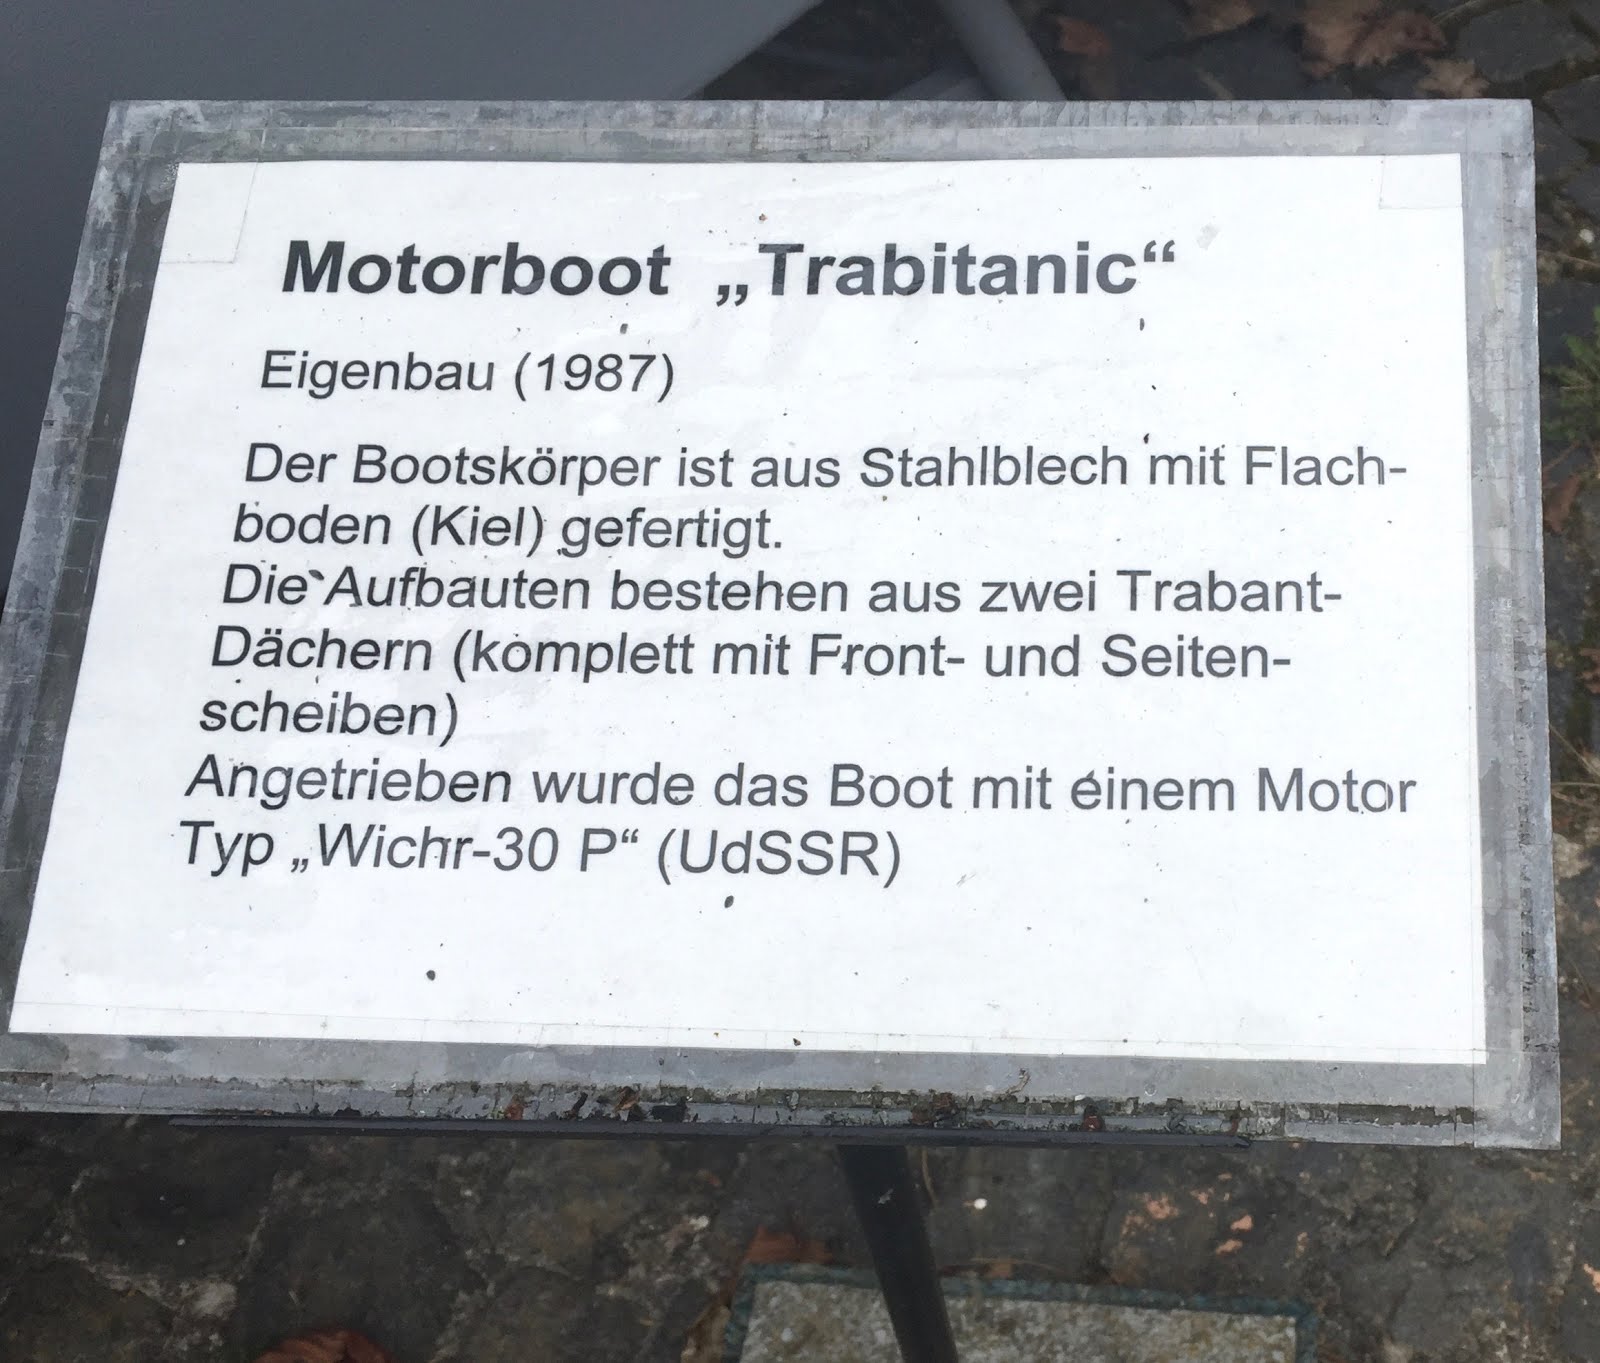 Motorboot „Trabitanic“
Eigenbau (1987)
Der Bootskörper ist aus Stahlblech mit Flach-
boden (Kiel) gefertigt.
Die Aufbauten bestehen aus zwei Trabant-
Dächern (komplett mit Front- und Seiten-
scheiben)
Angetrieben wurde das Boot mit einem Motor
Typ „Wichr-30 P“ (UdSSR)